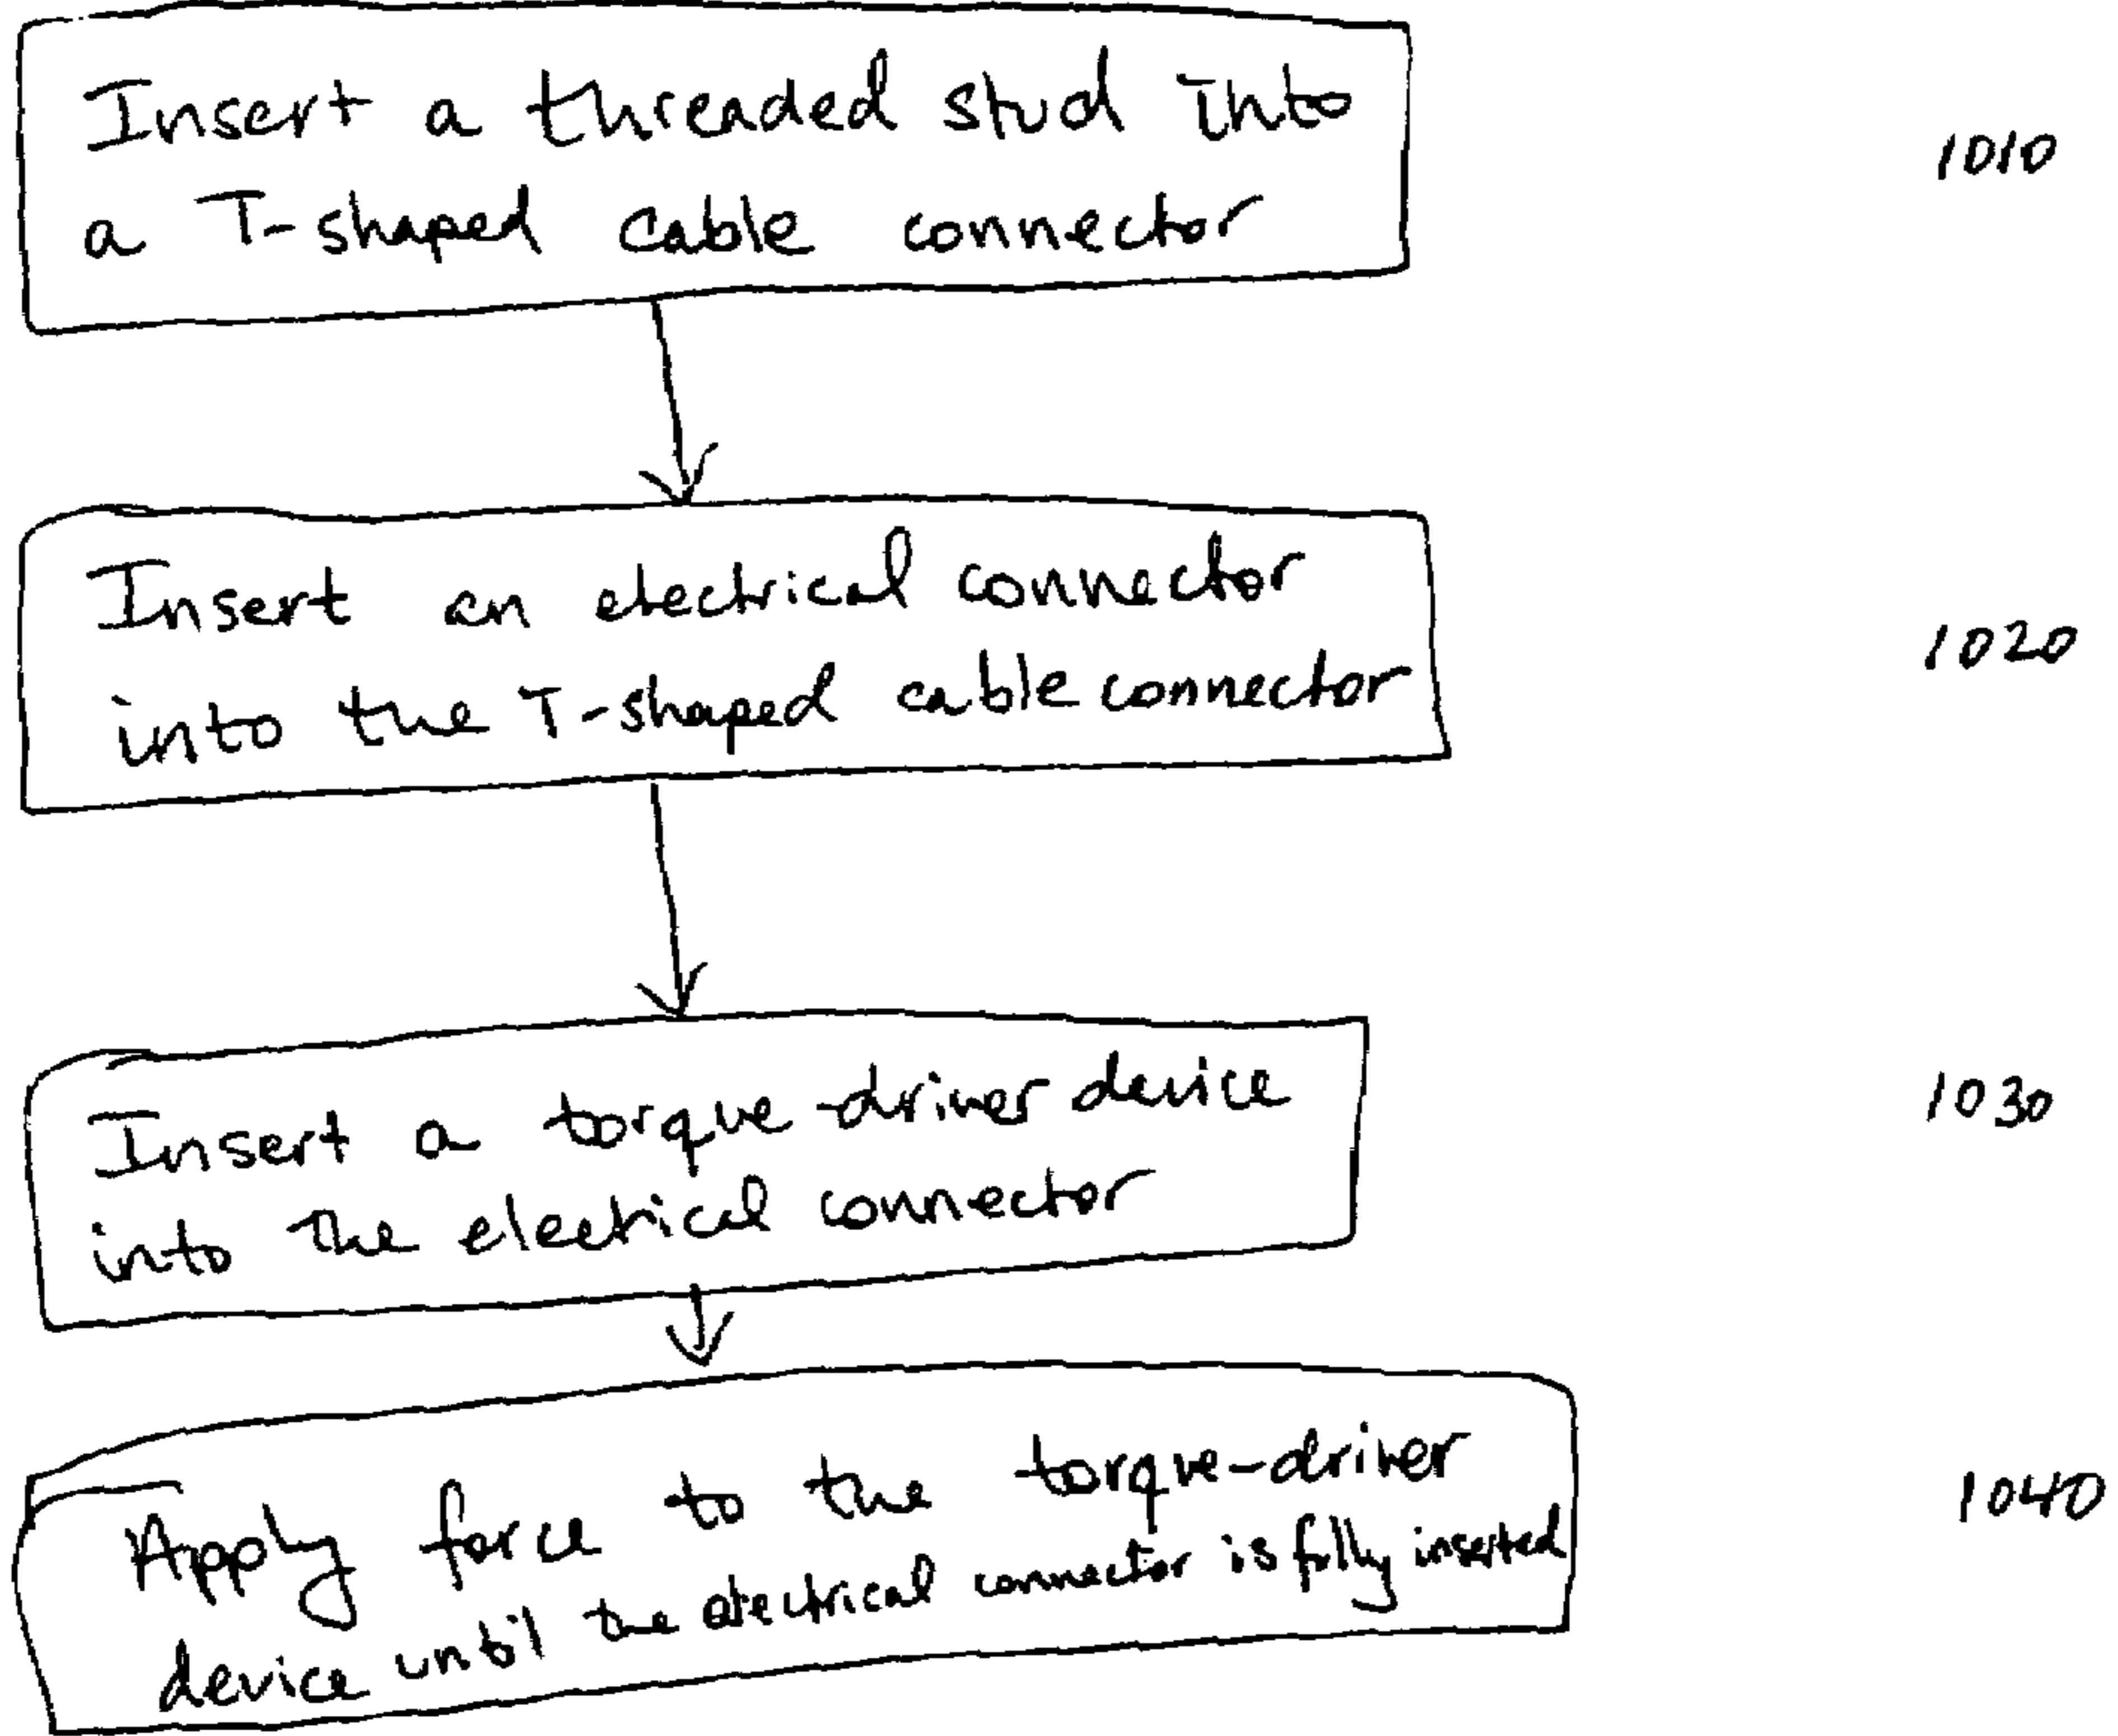 Insert a threaded stud into
a T-shaped cable connector
1010
Insert an electrical connector
into the T-shaped cable connector
1020
Insert a torque-driver device
into the electrical connector
1030
Apply force to the torque-driver
device until the electrical connector is fully inserted
1040